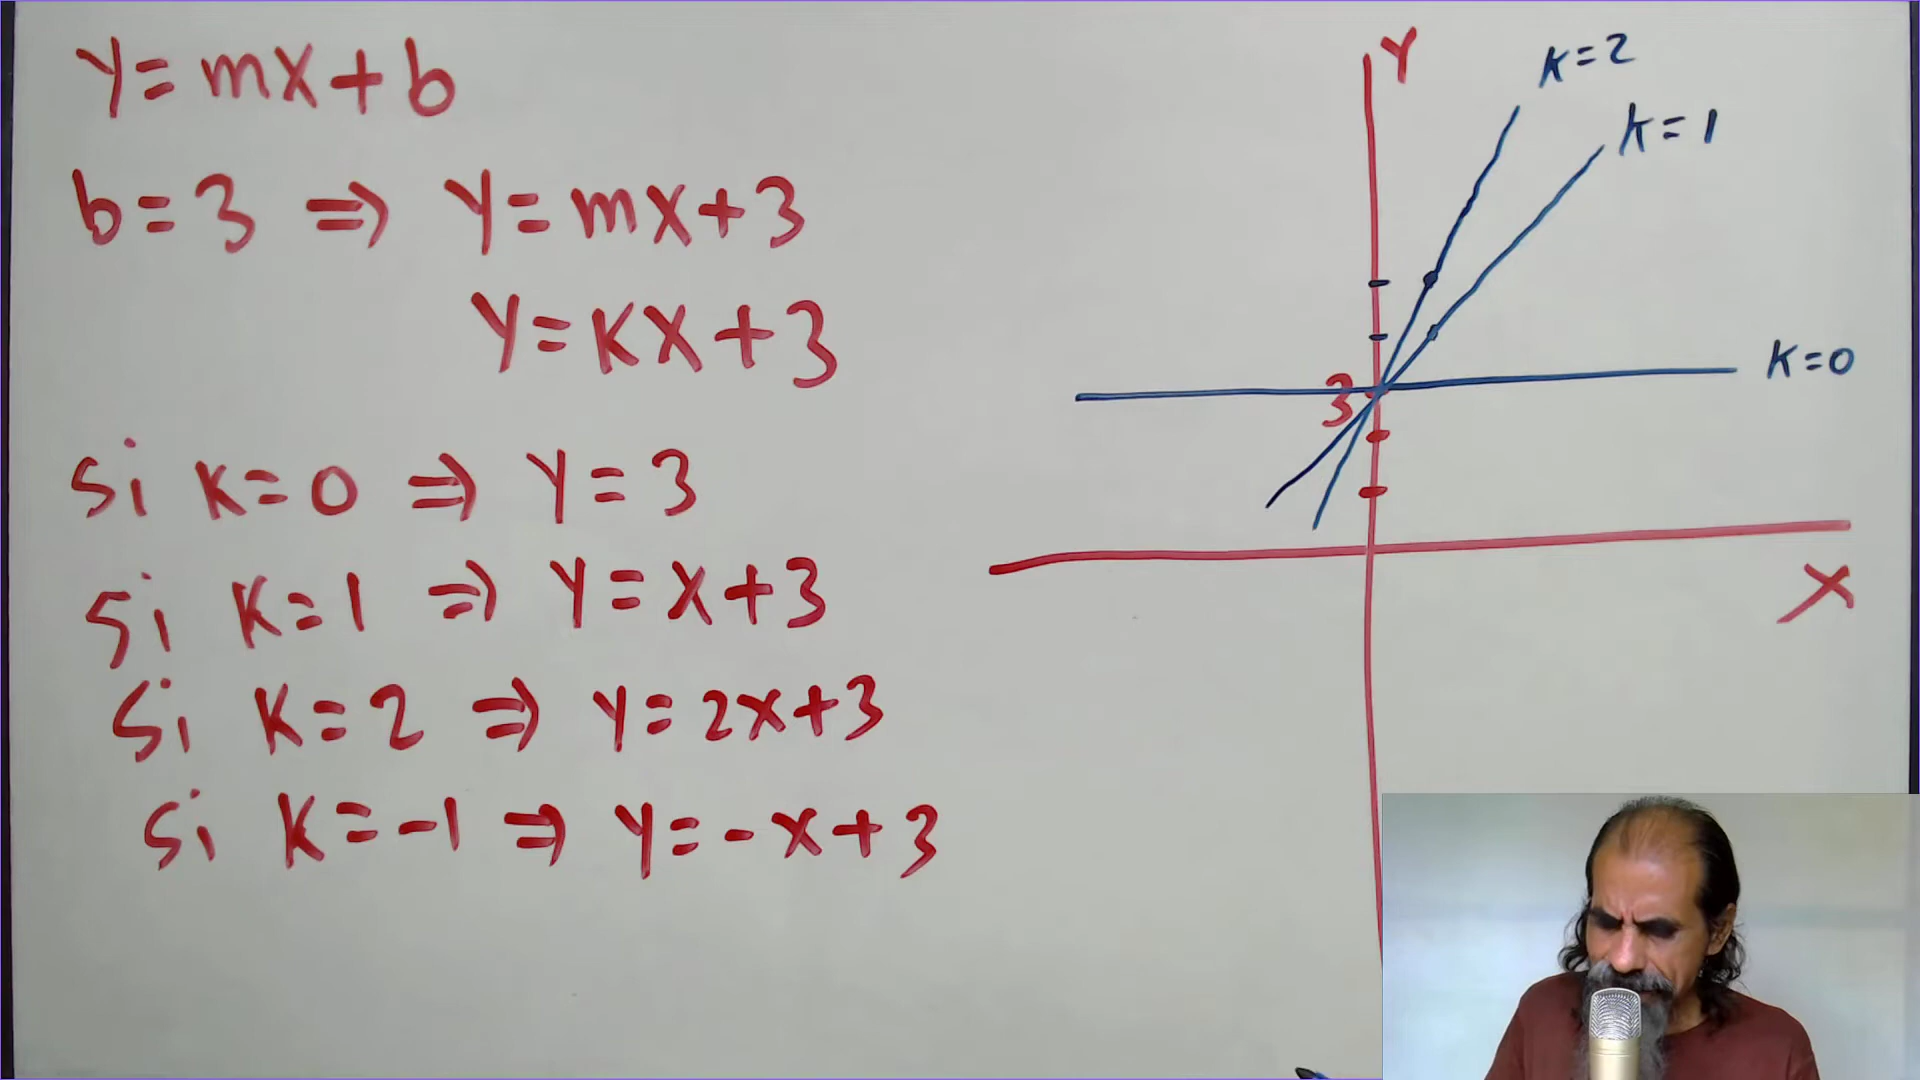 Y = mX + b
b = 3 ⇒ Y = mX + 3
Y = KX + 3
Si K = 0 ⇒ Y = 3
Si K = 1 ⇒ Y = X + 3
Si K = 2 ⇒ Y = 2X + 3
Si K = -1 ⇒ Y = -X + 3
Y
K = 2
K = 1
K = 0
3
X